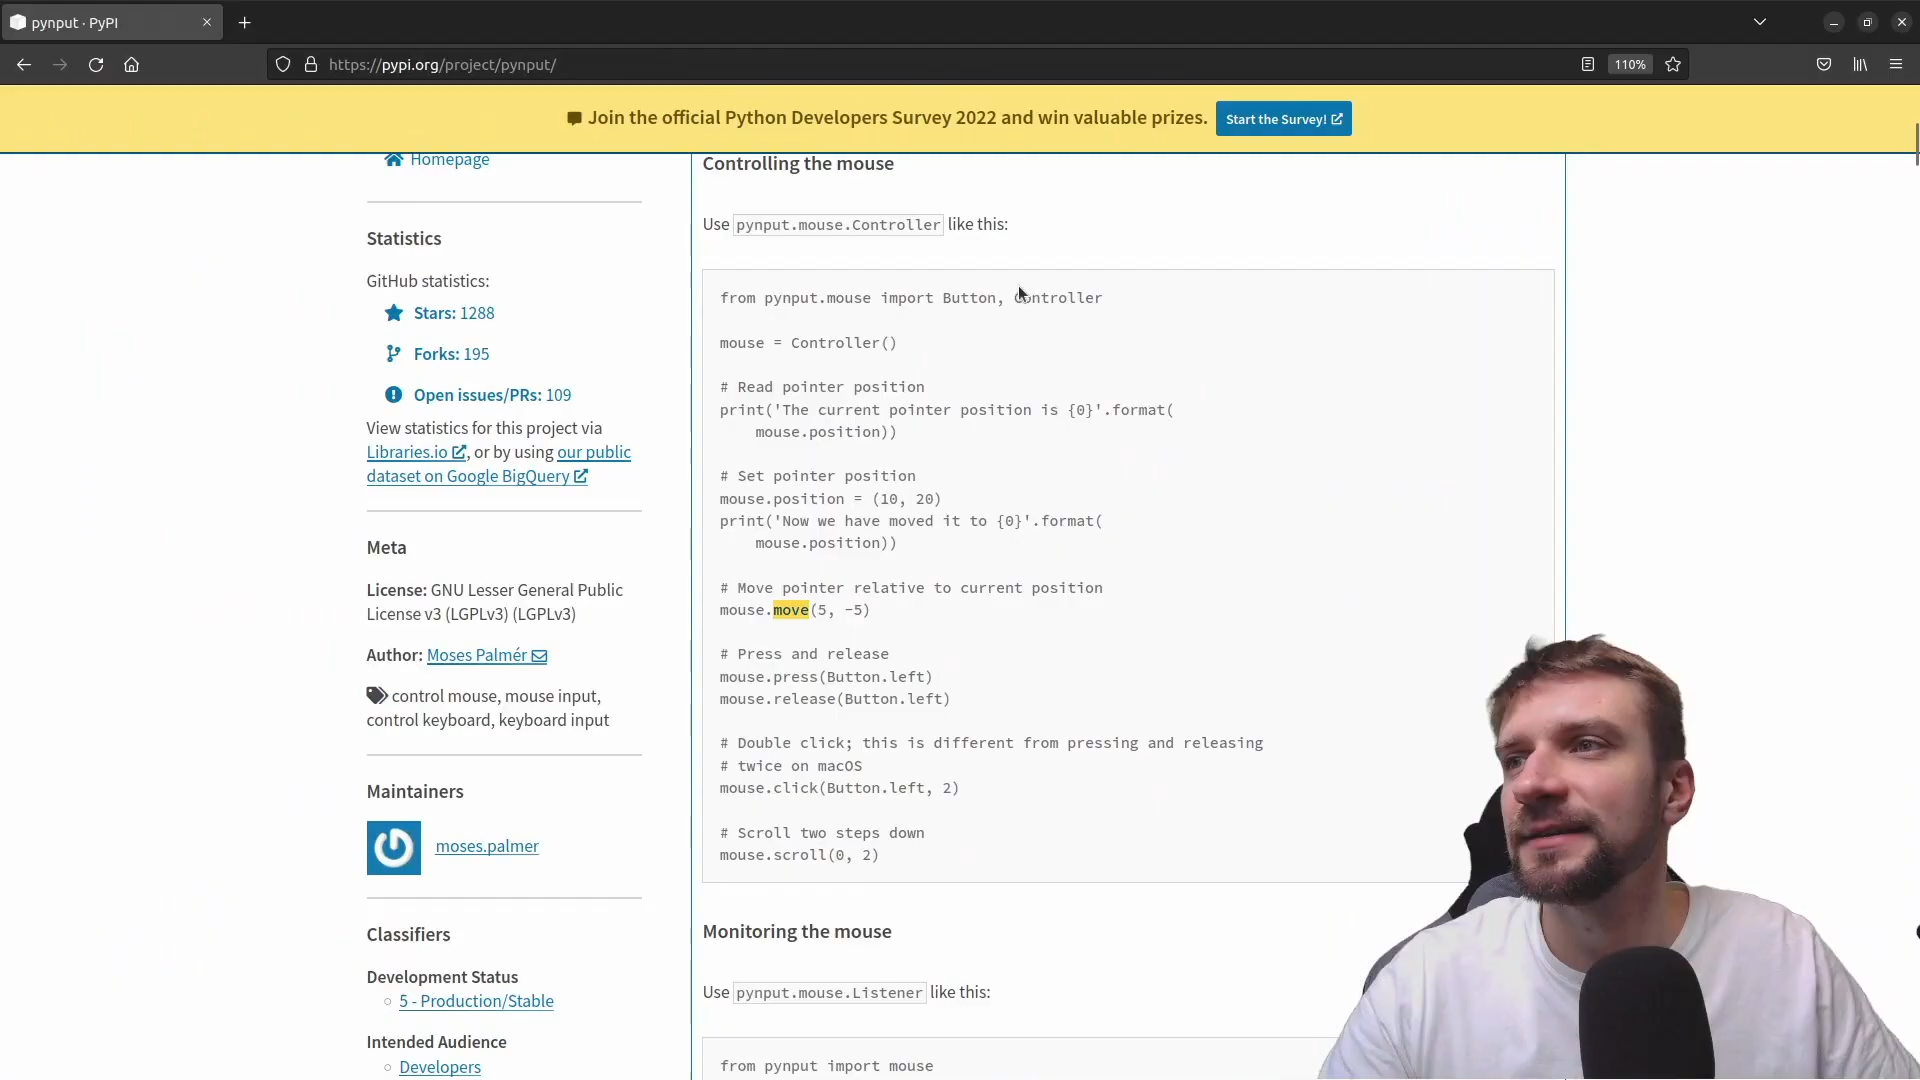 pynput · PyPI
https://pypi.org/project/pynput/
110%
Join the official Python Developers Survey 2022 and win valuable prizes.
Start the Survey!
Homepage
Statistics
GitHub statistics:
Stars: 1288
Forks: 195
Open issues/PRs: 109
View statistics for this project via
Libraries.io, or by using our public
dataset on Google BigQuery
Meta
License: GNU Lesser General Public
License v3 (LGPLv3) (LGPLv3)
Author: Moses Palmér
control mouse, mouse input,
control keyboard, keyboard input
Maintainers
moses.palmer
Classifiers
Development Status
5 - Production/Stable
Intended Audience
Developers
Controlling the mouse
Use pynput.mouse.Controller like this:
from pynput.mouse import Button, Controller
mouse = Controller()
# Read pointer position
print('The current pointer position is {0}'.format(
mouse.position))
# Set pointer position
mouse.position = (10, 20)
print('Now we have moved it to {0}'.format(
mouse.position))
# Move pointer relative to current position
mouse.move(5, -5)
# Press and release
mouse.press(Button.left)
mouse.release(Button.left)
# Double click; this is different from pressing and releasing
# twice on macOS
mouse.click(Button.left, 2)
# Scroll two steps down
mouse.scroll(0, 2)
Monitoring the mouse
Use pynput.mouse.Listener like this:
from pynput import mouse